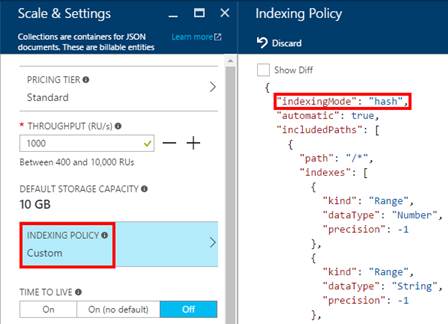 Scale & Settings
Collections are containers for JSON documents. These are billable entities
Learn more
PRICING TIER
Standard
* THROUGHPUT (RU/s)
1000
Between 400 and 10,000 RUs
DEFAULT STORAGE CAPACITY
10 GB
INDEXING POLICY
Custom
TIME TO LIVE
On
On (no default)
Off
Indexing Policy
Discard
Show Diff
{
"indexingMode": "hash",
"automatic": true,
"includedPaths": [
{
"path": "/*",
"indexes": [
{
"kind": "Range",
"dataType": "Number",
"precision": -1
},
{
"kind": "Range",
"dataType": "String",
"precision": -1
},